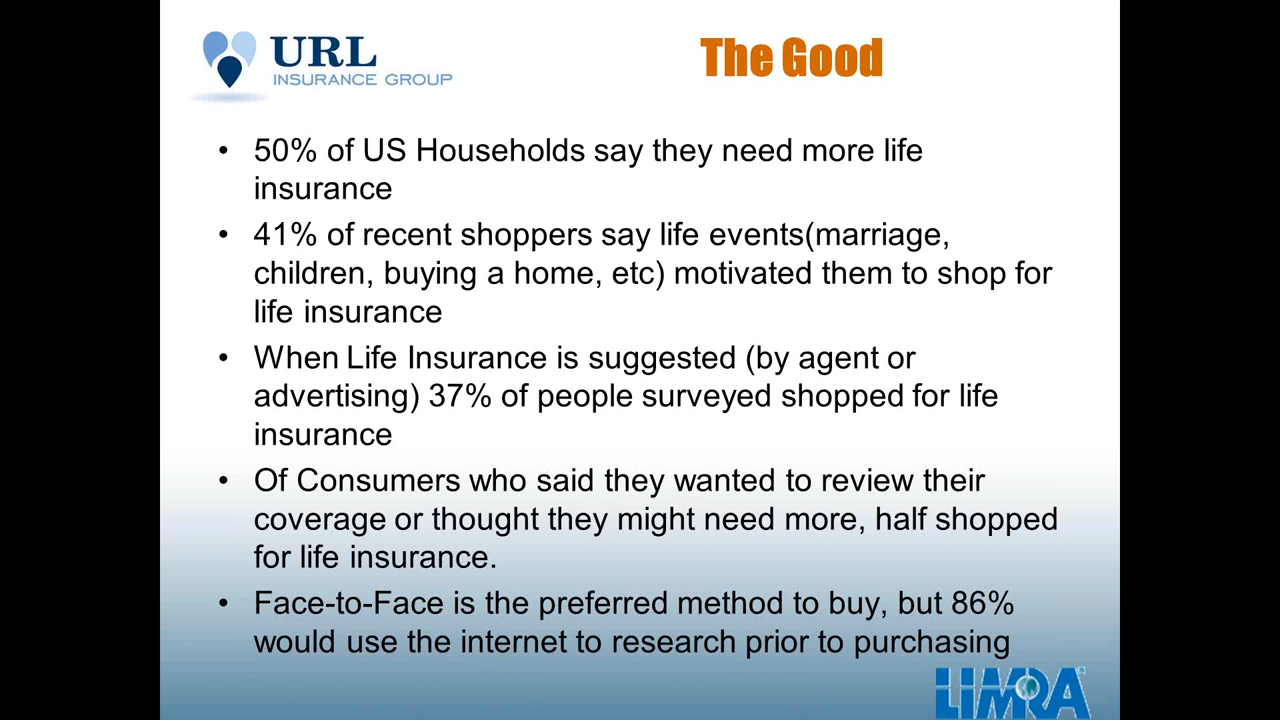 URL
INSURANCE GROUP
The Good
• 50% of US Households say they need more life
insurance
• 41% of recent shoppers say life events(marriage,
children, buying a home, etc) motivated them to shop for
life insurance
• When Life Insurance is suggested (by agent or
advertising) 37% of people surveyed shopped for life
insurance
• Of Consumers who said they wanted to review their
coverage or thought they might need more, half shopped
for life insurance.
• Face-to-Face is the preferred method to buy, but 86%
would use the internet to research prior to purchasing
LIMRA